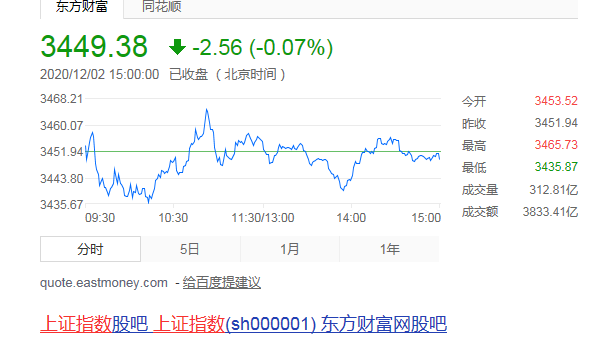 东方财富 同花顺
3449.38 -2.56 (-0.07%)
2020/12/02 15:00:00 已收盘 ( 北京时间 )
3468.21
3460.07
3451.94
3443.80
3435.67
09:30 10:30 11:30/13:00 14:00 15:00
今开 3453.52
昨收 3451.94
最高 3465.73
最低 3435.87
成交量 312.81亿
成交额 3833.41亿
分时 5日 1月 1年
quote.eastmoney.com - 给百度提建议
上证指数股吧_上证指数(sh000001)_东方财富网股吧